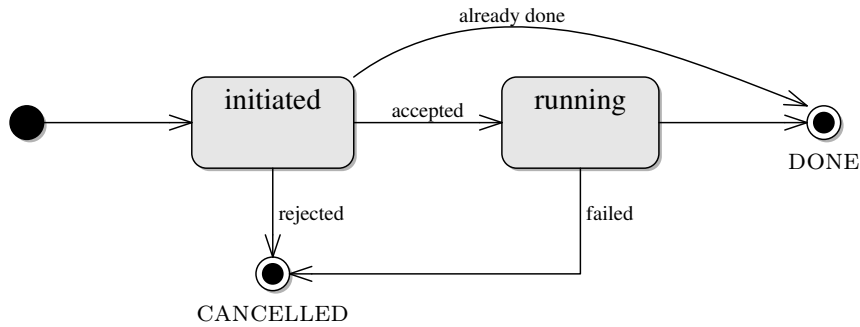 already done
initiated
accepted
running
DONE
rejected
failed
CANCELLED